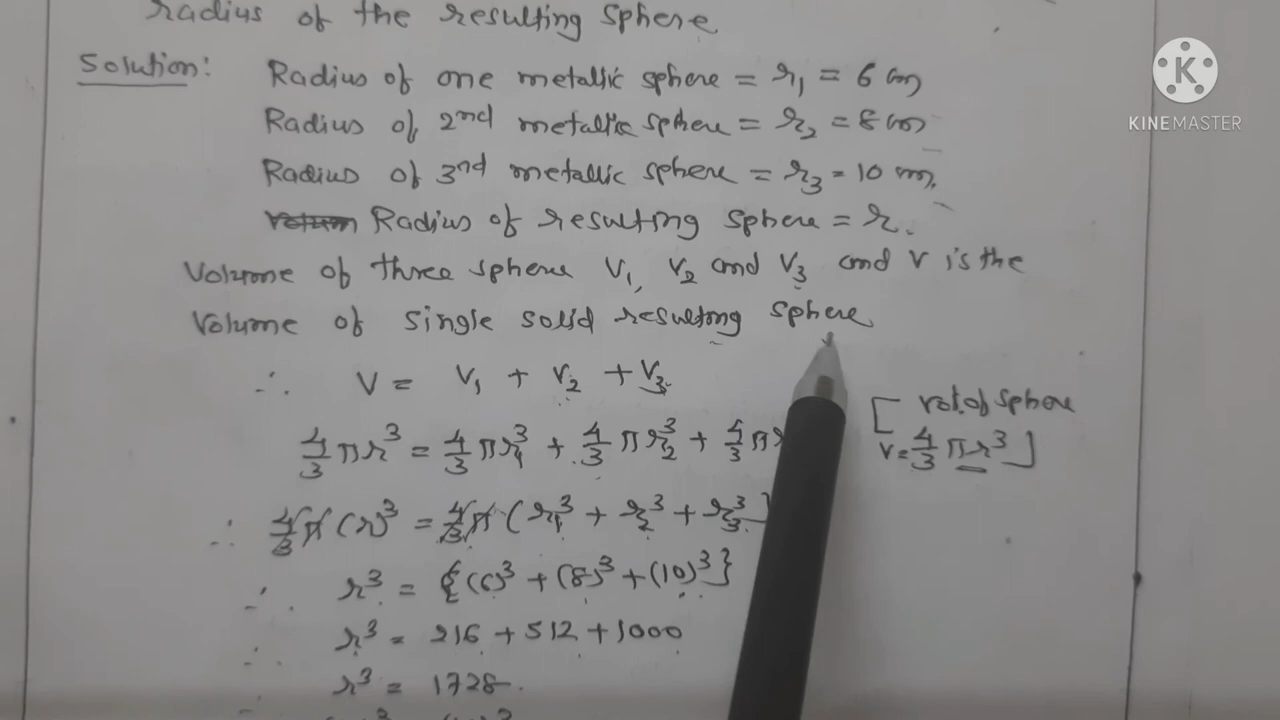 radius of the resulting sphere
Solution: Radius of one metallic sphere = r₁ = 6 cm
Radius of 2nd metallic sphere = r₂ = 8 cm
Radius of 3rd metallic sphere = r₃ = 10 cm.
Radius of resulting sphere = r.
Volume of three sphere V₁, V₂ and V₃ and V is the
Volume of single solid resulting sphere
∴ V = V₁ + V₂ + V₃
[ vol. of sphere
4/3 πr³ = 4/3 πr₁³ + 4/3 πr₂³ + 4/3 π
V = 4/3 πr³ ]
∴ 4/3 π (r)³ = 4/3 π (r₁³ + r₂³ + r₃³)
∴ r³ = {(6)³ + (8)³ + (10)³}
∴ r³ = 216 + 512 + 1000
∴ r³ = 1728.
KINEMASTER